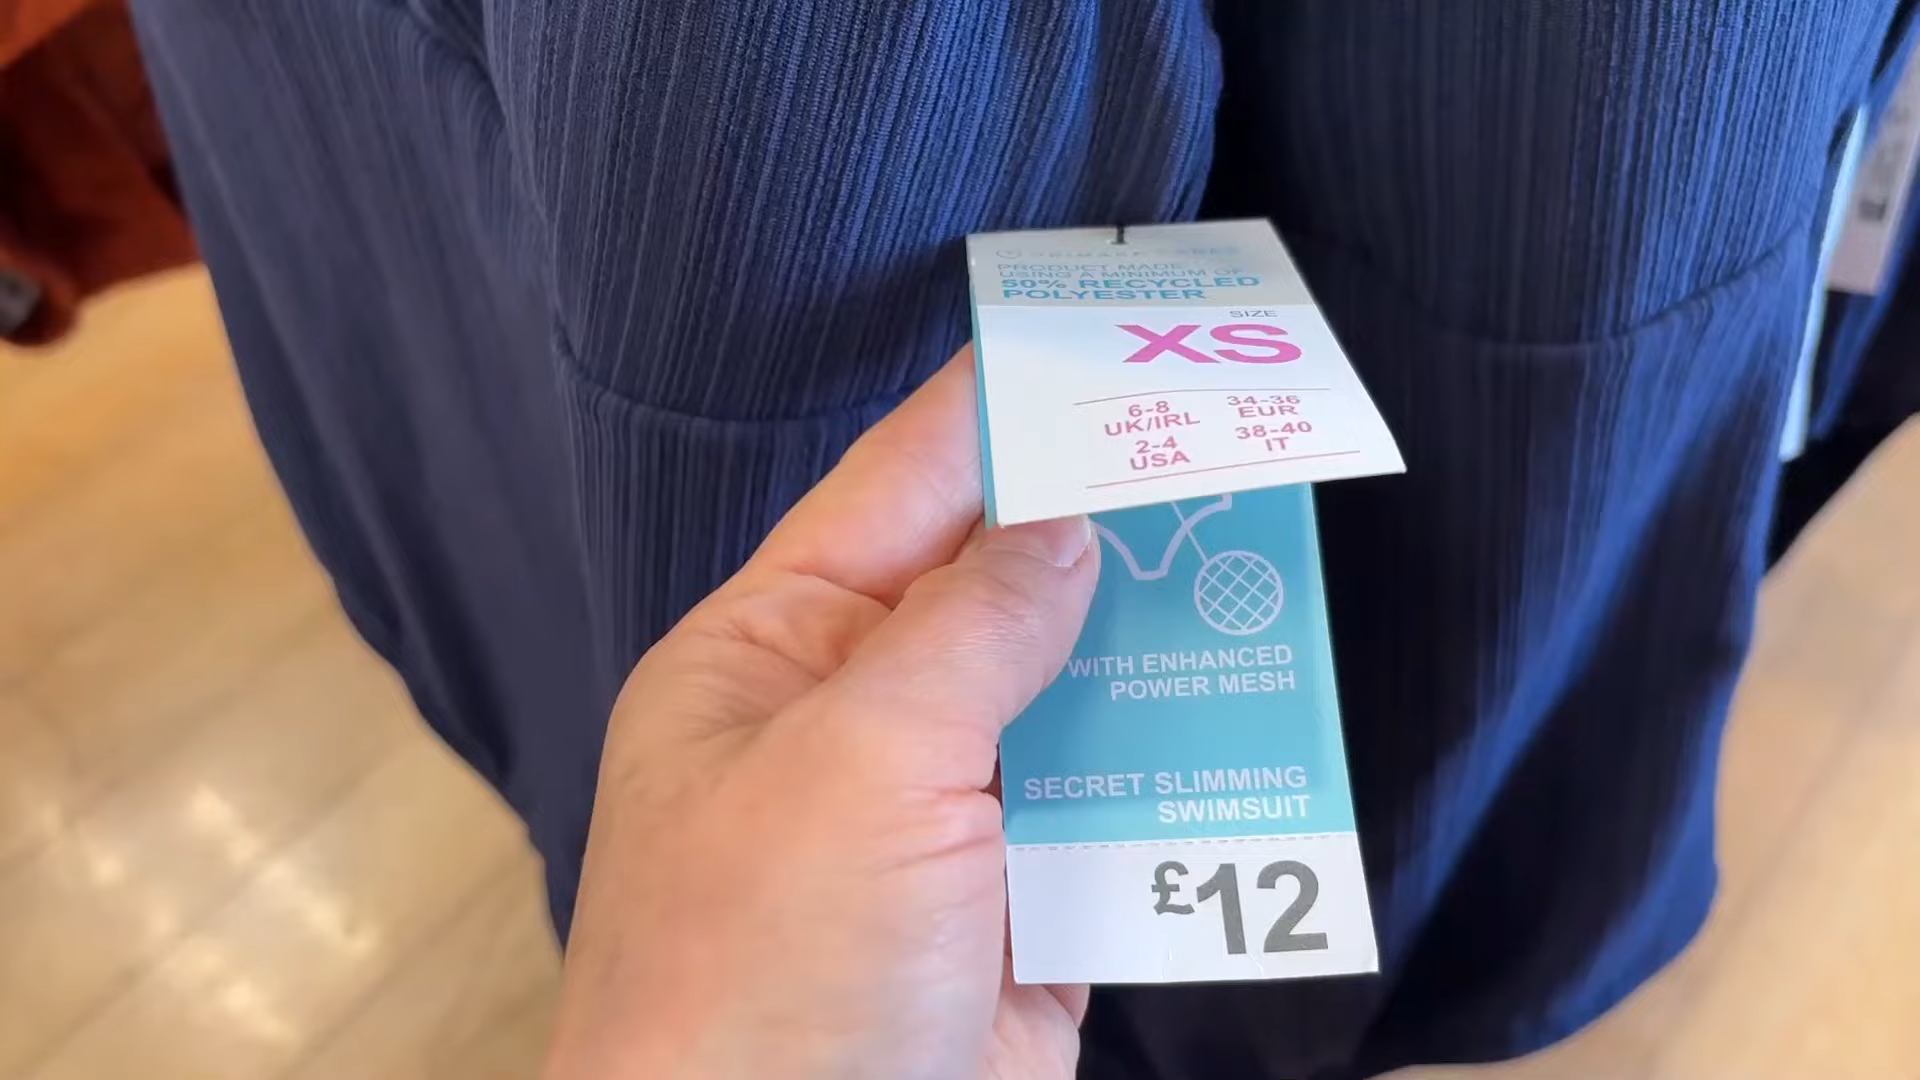 PRODUCT MADE
USING A MINIMUM OF
50% RECYCLED
POLYESTER
SIZE
XS
6-8
UK/IRL
34-36
EUR
2-4
USA
38-40
IT
WITH ENHANCED
POWER MESH
SECRET SLIMMING
SWIMSUIT
£12